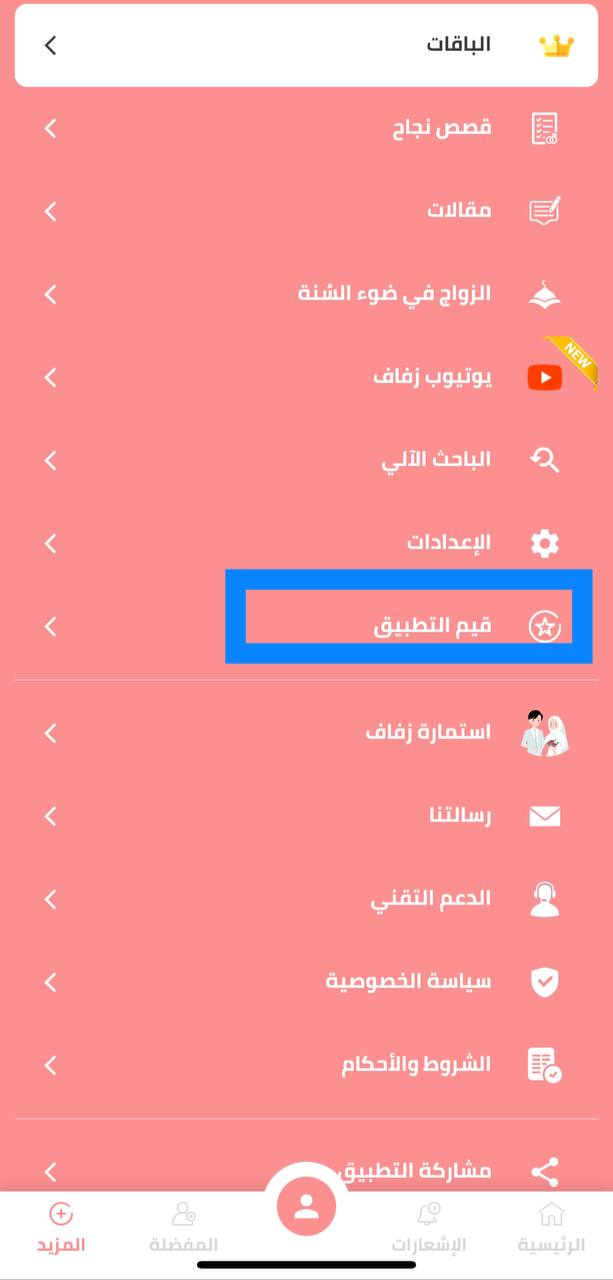 الباقات
قصص نجاح
مقالات
الزواج في ضوء السُنة
NEW
يوتيوب زفاف
الباحث الآلي
الإعدادات
قيم التطبيق
استمارة زفاف
رسالتنا
الدعم التقني
سياسة الخصوصية
الشروط والأحكام
مشاركة التطبيق
الرئيسية
الإشعارات
المفضلة
المزيد